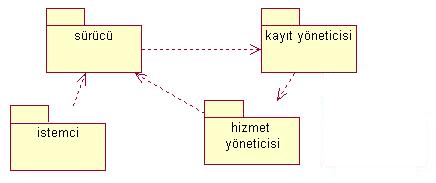 sürücü
kayıt yöneticisi
istemci
hizmet
yöneticisi